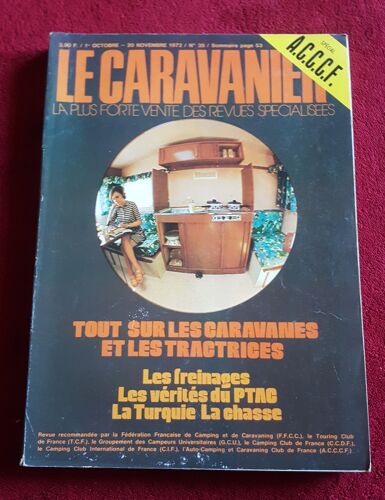 3,90 F. / 1er OCTOBRE - 20 NOVEMBRE 1972 / N° 35 / Sommaire page 53
SPÉCIAL
A.C.C.C.F.
LE CARAVANIER
LA PLUS FORTE VENTE DES REVUES SPECIALISEES
TOUT SUR LES CARAVANES
ET LES TRACTRICES
Les freinages
Les vérités du PTAC
La Turquie La chasse
Revue recommandée par la Fédération Française de Camping et de Caravaning (F.F.C.C.), le Touring Club
de France (T.C.F.), le Groupement des Campeurs Universitaires (G.C.U.), le Camping Club de France (C.C.D.F.),
le Camping Club International de France (C.I.F.), l'Auto-Camping et Caravaning Club de France (A.C.C.C.F.)